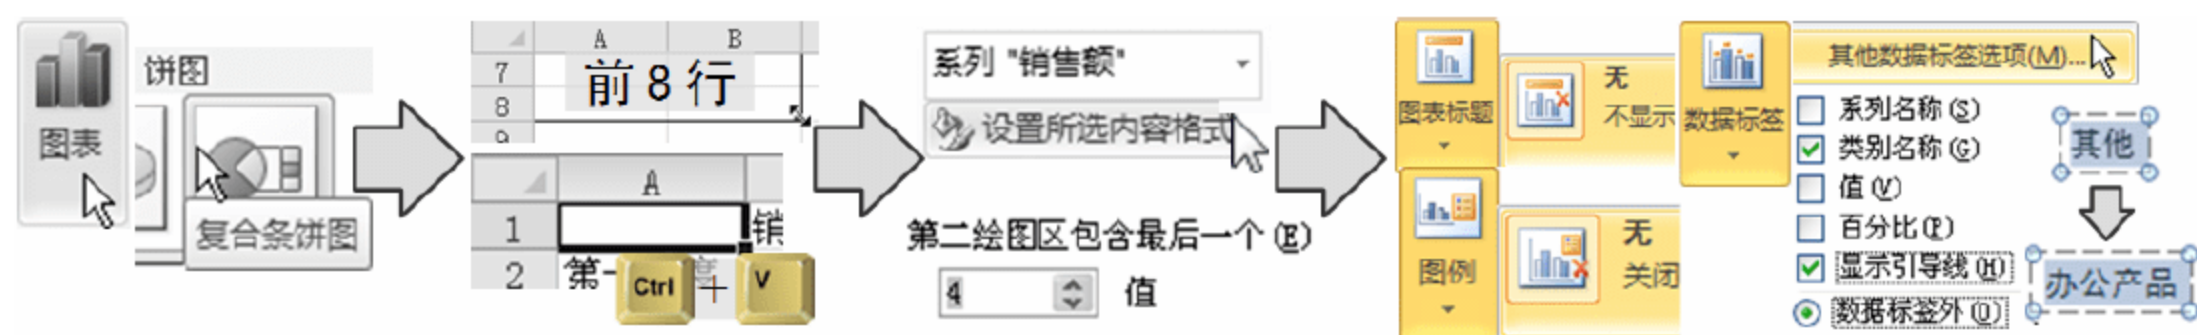 图表
饼图
复合条饼图
A B
7
8
9
前 8 行
A
1 销
2 第一 度
Ctrl + V
系列 "销售额"
设置所选内容格式
第二绘图区包含最后一个(E)
4 值
图表标题
无
不显示
图例
无
关闭
数据标签
其他数据标签选项(M)...
系列名称(S)
类别名称(G)
值(V)
百分比(P)
显示引导线(H)
数据标签外(O)
其他
办公产品